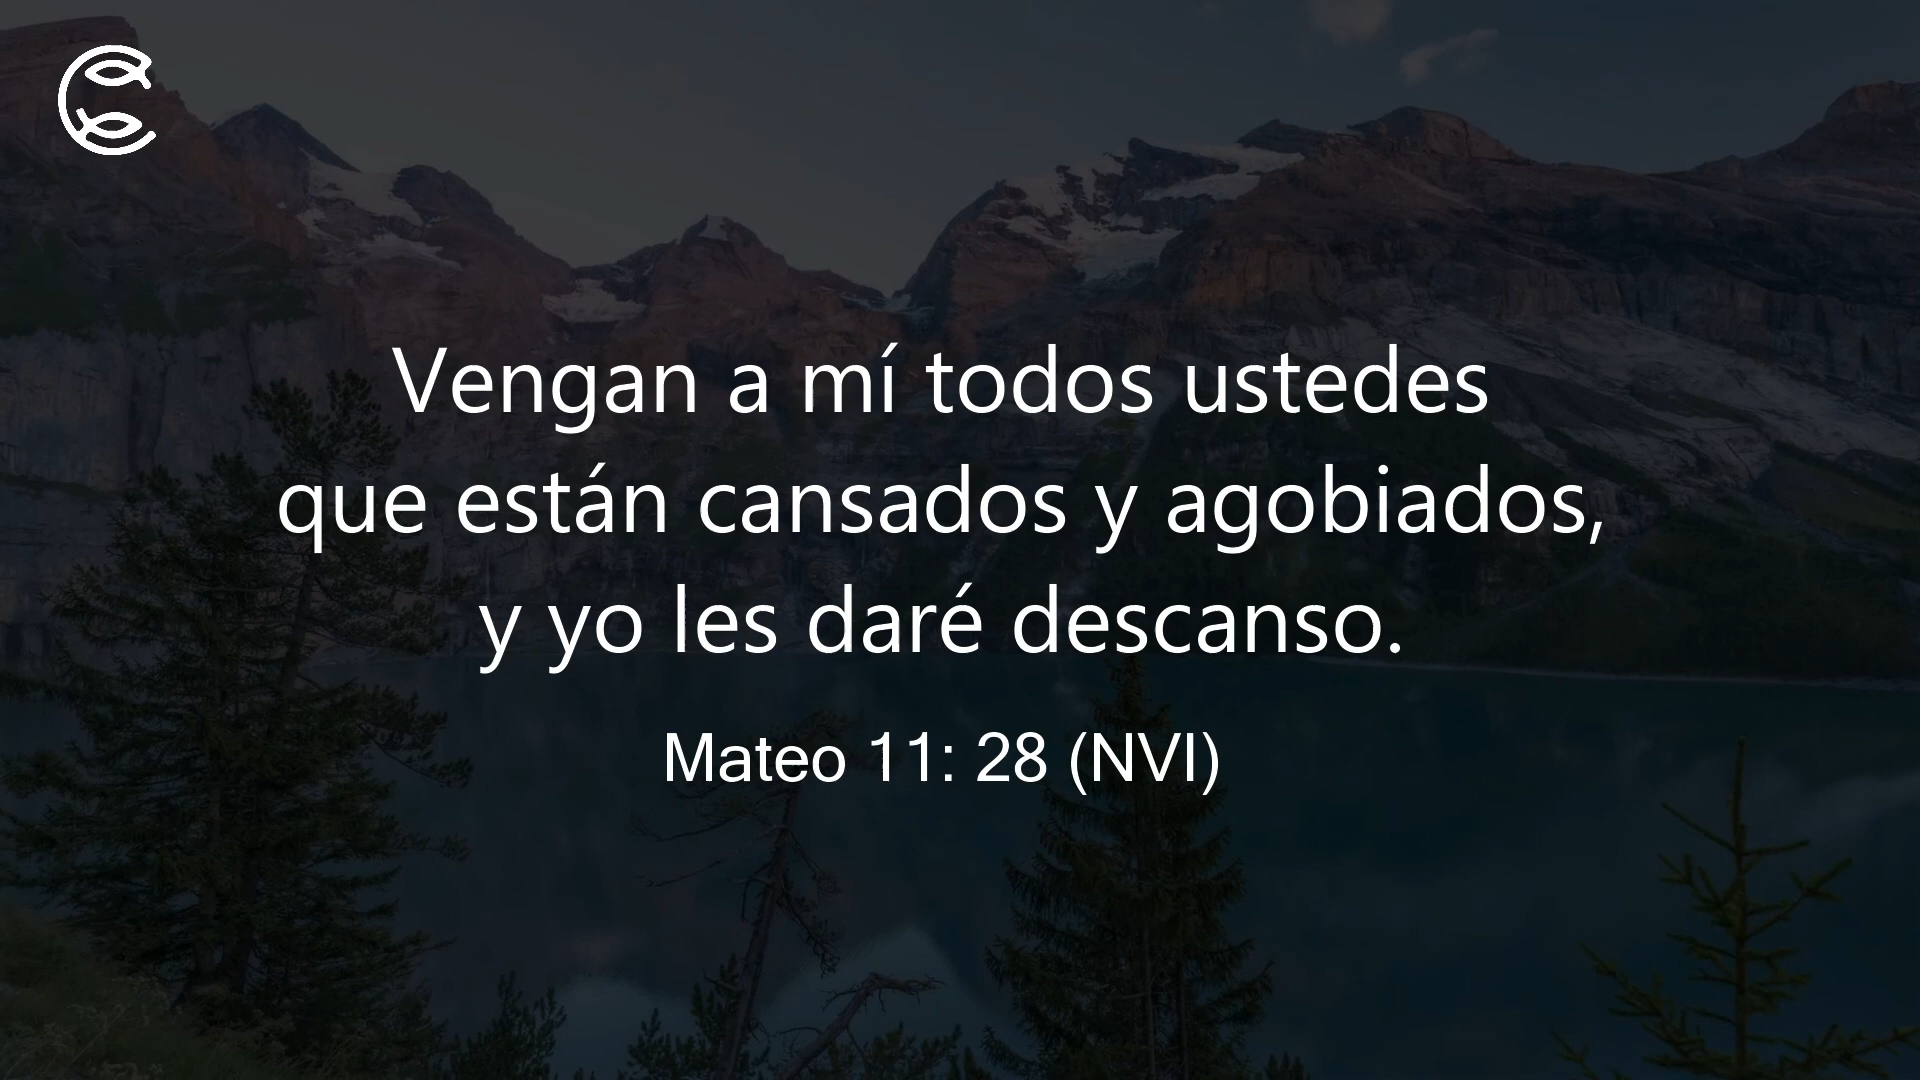 Vengan a mí todos ustedes
que están cansados y agobiados,
y yo les daré descanso.
Mateo 11: 28 (NVI)